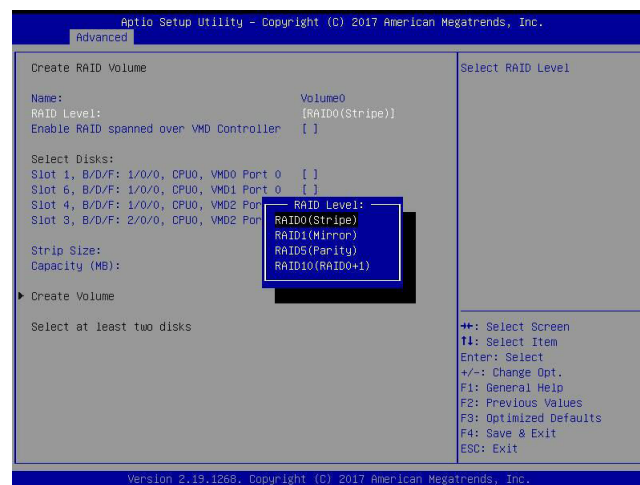 Aptio Setup Utility – Copyright (C) 2017 American Megatrends, Inc.
Advanced
Create RAID Volume
Name: Volume0
RAID Level: [RAID0(Stripe)]
Enable RAID spanned over VMD Controller [ ]
Select Disks:
Slot 1, B/D/F: 1/0/0, CPU0, VMD0 Port 0 [ ]
Slot 6, B/D/F: 1/0/0, CPU0, VMD1 Port 0 [ ]
Slot 4, B/D/F: 1/0/0, CPU0, VMD2 Por
Slot 3, B/D/F: 2/0/0, CPU0, VMD2 Por
Strip Size:
Capacity (MB):
Create Volume
Select at least two disks
RAID Level:
RAID0(Stripe)
RAID1(Mirror)
RAID5(Parity)
RAID10(RAID0+1)
Select RAID Level
→←: Select Screen
↑↓: Select Item
Enter: Select
+/-: Change Opt.
F1: General Help
F2: Previous Values
F3: Optimized Defaults
F4: Save & Exit
ESC: Exit
Version 2.19.1268. Copyright (C) 2017 American Megatrends, Inc.